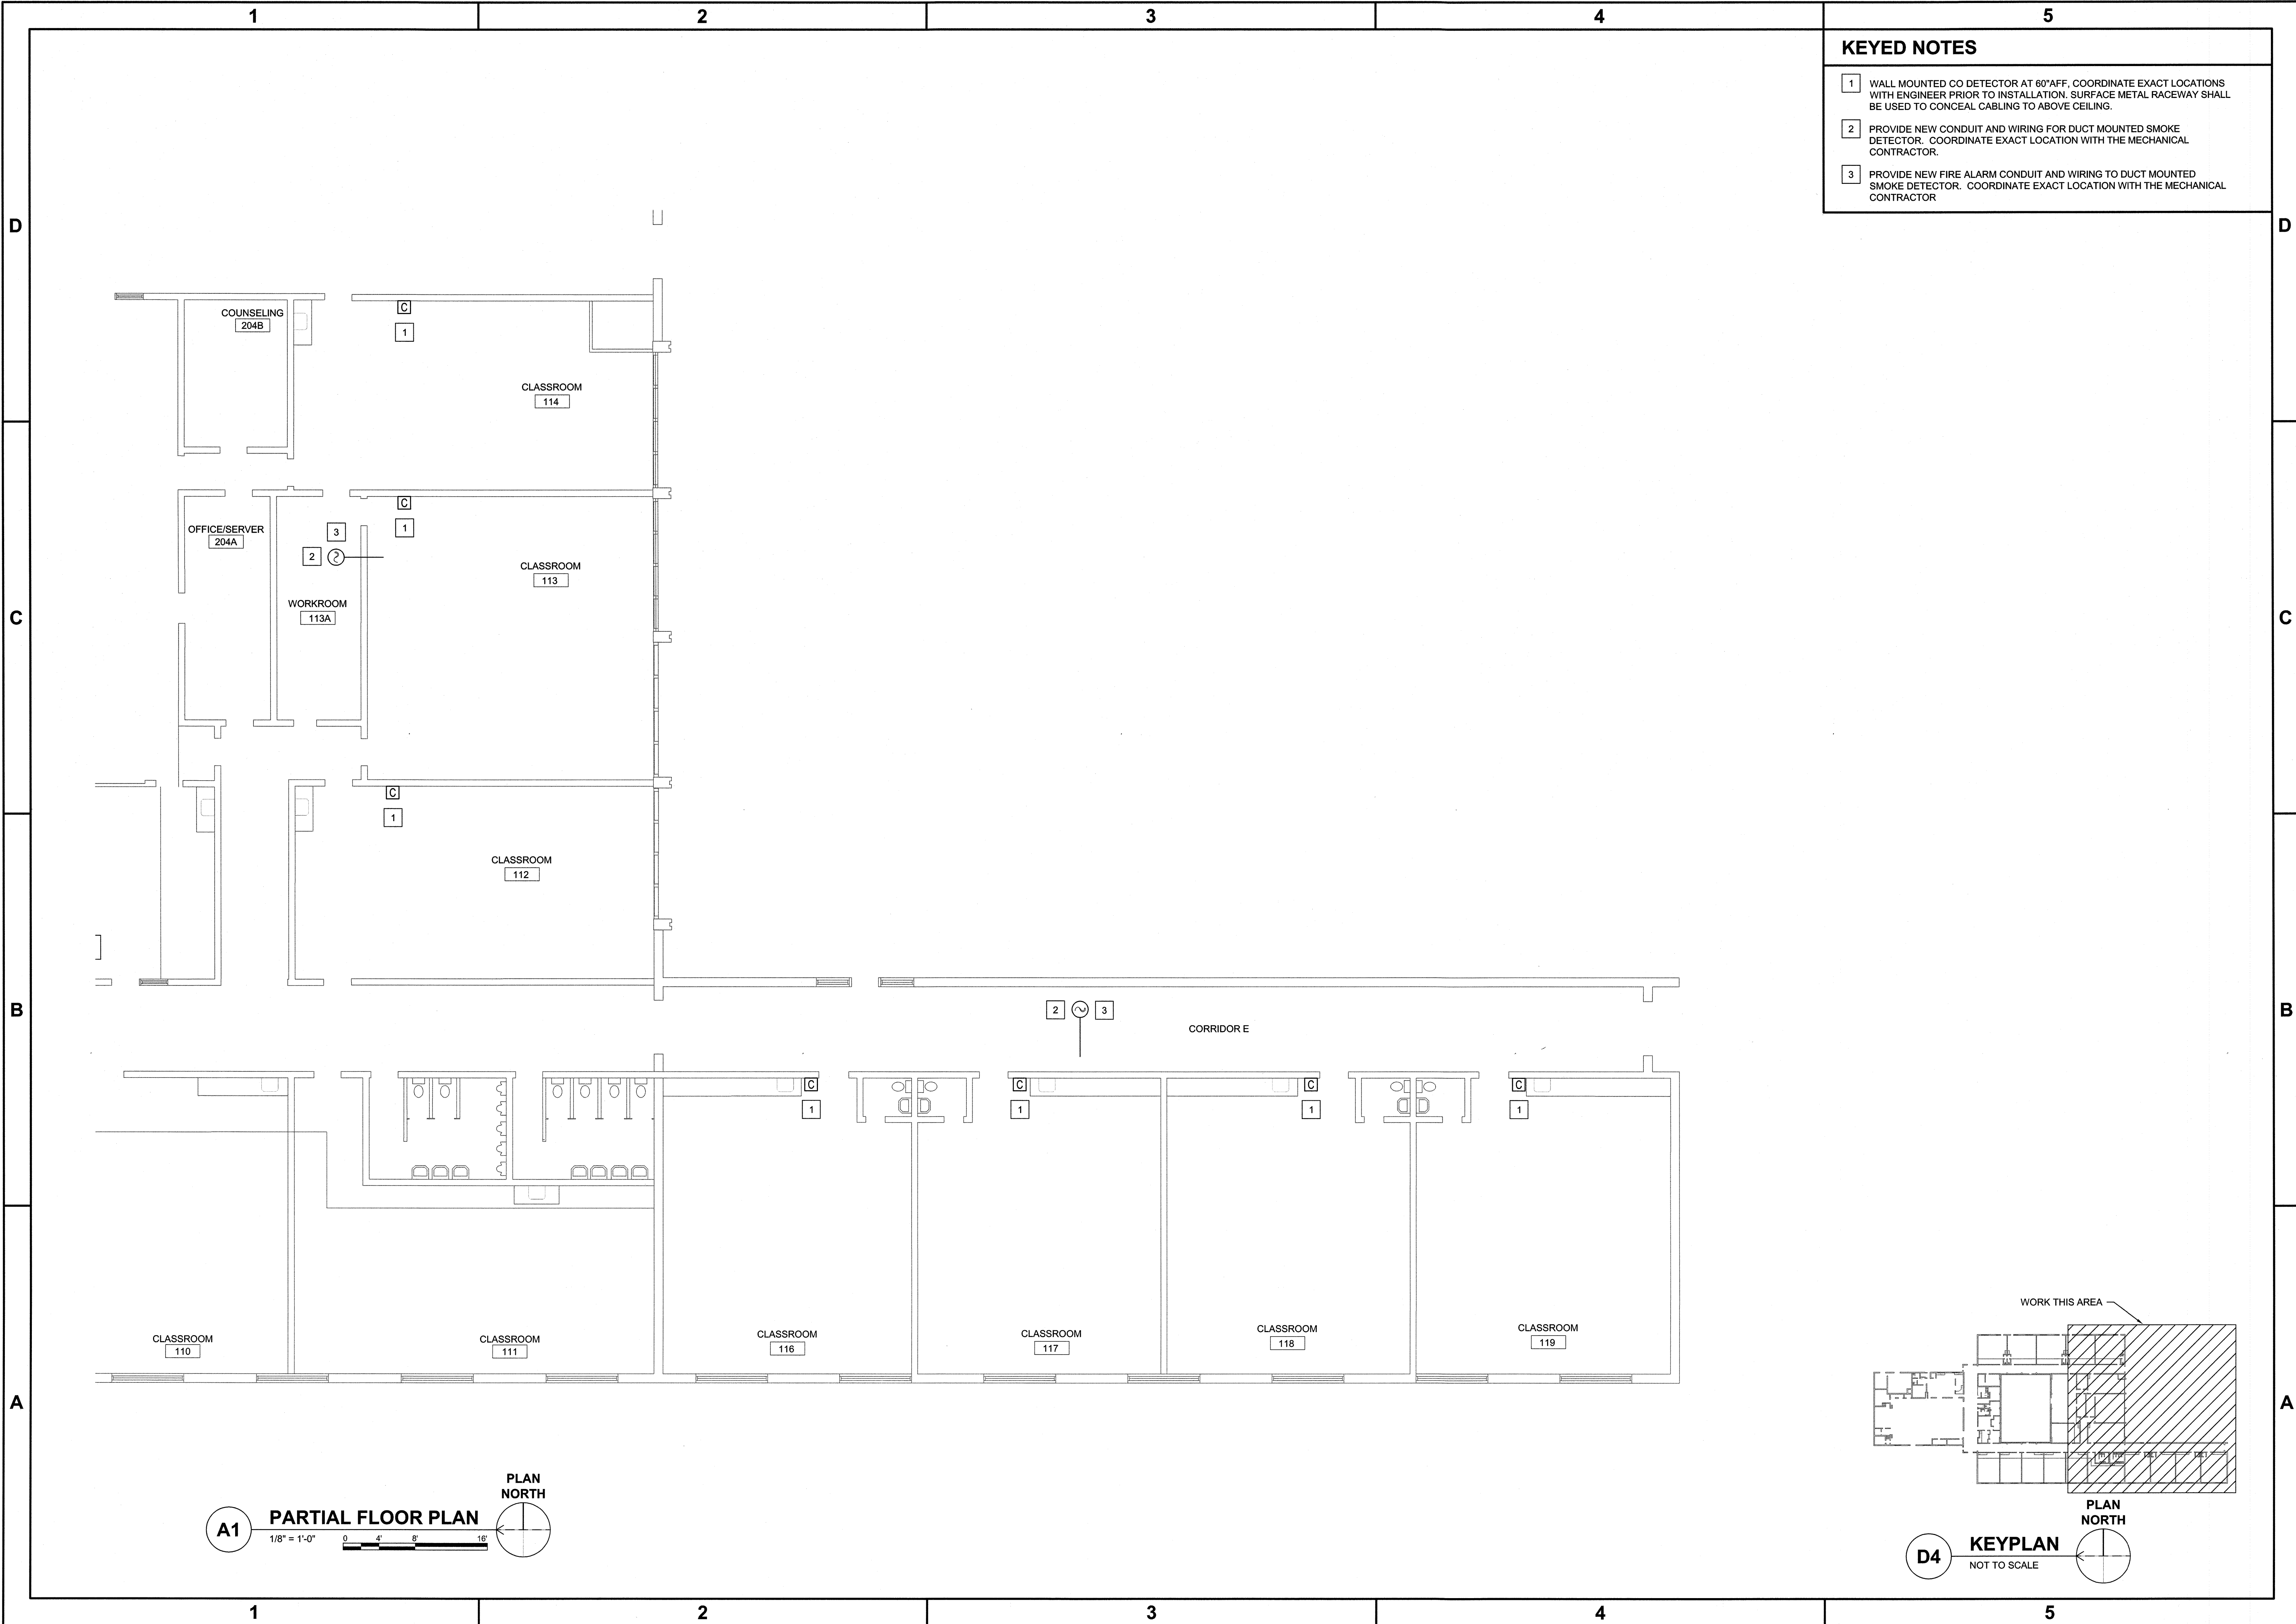 1 2 3 4 5
KEYED NOTES
1 WALL MOUNTED CO DETECTOR AT 60"AFF, COORDINATE EXACT LOCATIONS
WITH ENGINEER PRIOR TO INSTALLATION. SURFACE METAL RACEWAY SHALL
BE USED TO CONCEAL CABLING TO ABOVE CEILING.
2 PROVIDE NEW CONDUIT AND WIRING FOR DUCT MOUNTED SMOKE
DETECTOR. COORDINATE EXACT LOCATION WITH THE MECHANICAL
CONTRACTOR.
3 PROVIDE NEW FIRE ALARM CONDUIT AND WIRING TO DUCT MOUNTED
SMOKE DETECTOR. COORDINATE EXACT LOCATION WITH THE MECHANICAL
CONTRACTOR
D D
COUNSELING
204B
C
1
CLASSROOM
114
C
1
OFFICE/SERVER
204A
3
2
CLASSROOM
113
WORKROOM
113A
C C
C
1
CLASSROOM
112
B B
2 3
CORRIDOR E
C C C C
1 1 1 1
CLASSROOM
110
CLASSROOM
111
CLASSROOM
116
CLASSROOM
117
CLASSROOM
118
CLASSROOM
119
WORK THIS AREA
A A
PLAN
NORTH
A1 PARTIAL FLOOR PLAN
1/8" = 1'-0" 0 4' 8' 16'
PLAN
NORTH
D4 KEYPLAN
NOT TO SCALE
1 2 3 4 5